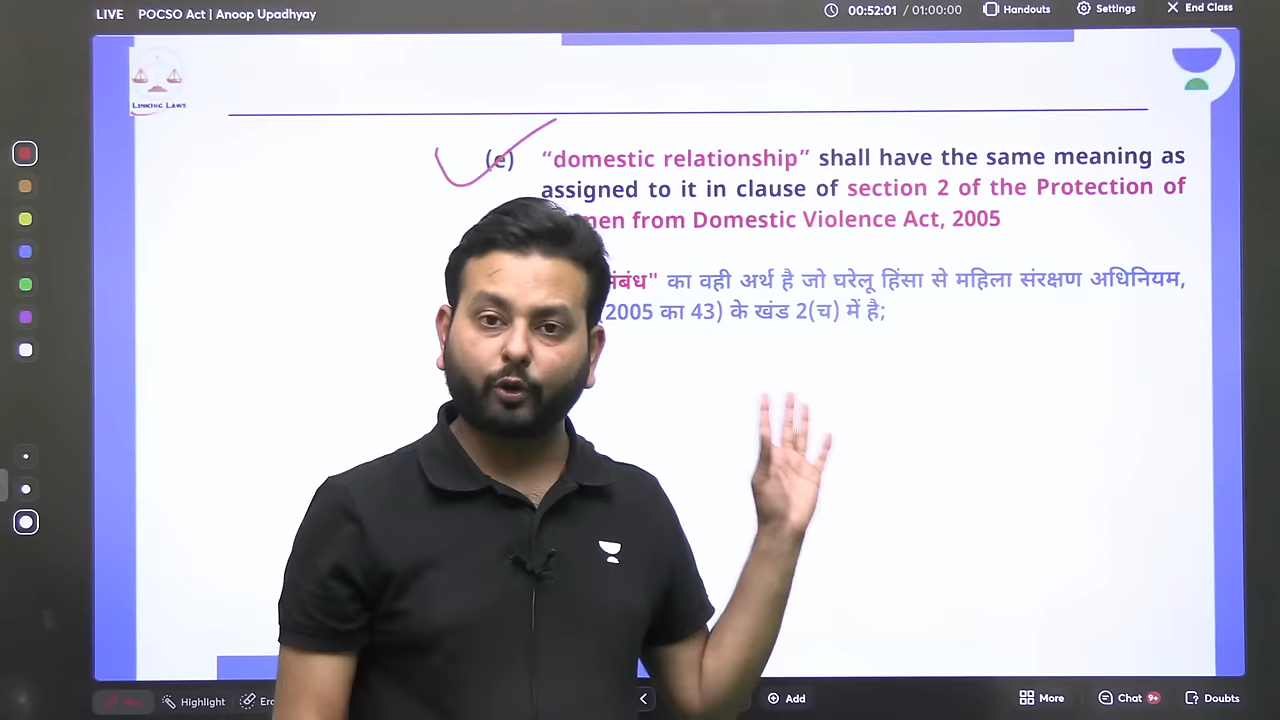 LIVE POCSO Act | Anoop Upadhyay
00:52:01 / 01:00:00 Handouts Settings End Class
LINKING LAWS
(e) “domestic relationship” shall have the same meaning as
assigned to it in clause of section 2 of the Protection of
from Domestic Violence Act, 2005
का वही अर्थ है जो घरेलू हिंसा से महिला संरक्षण अधिनियम,
(2005 का 43) के खंड 2(च) में है;
Pen Highlight Add More Chat 9+ Doubts